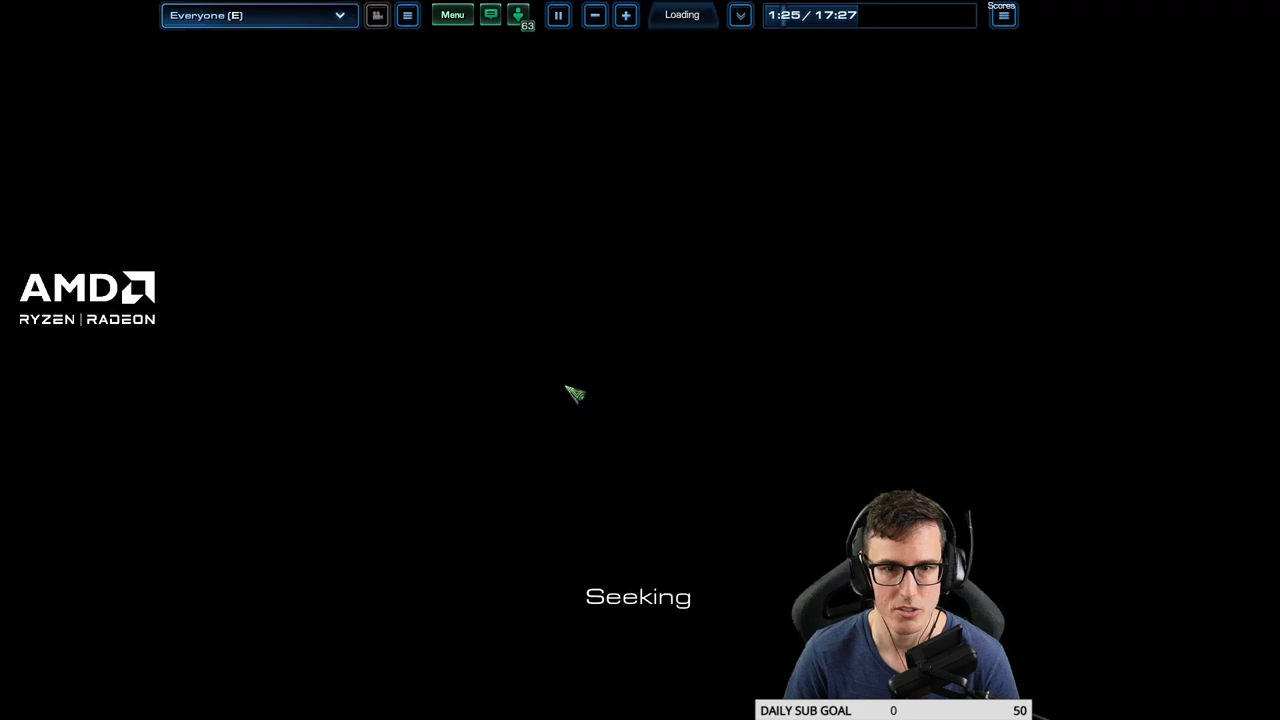 Everyone (E)
Menu
63
Loading
1:25 / 17:27
Scores
AMD
RYZEN | RADEON
Seeking
DAILY SUB GOAL 0 50